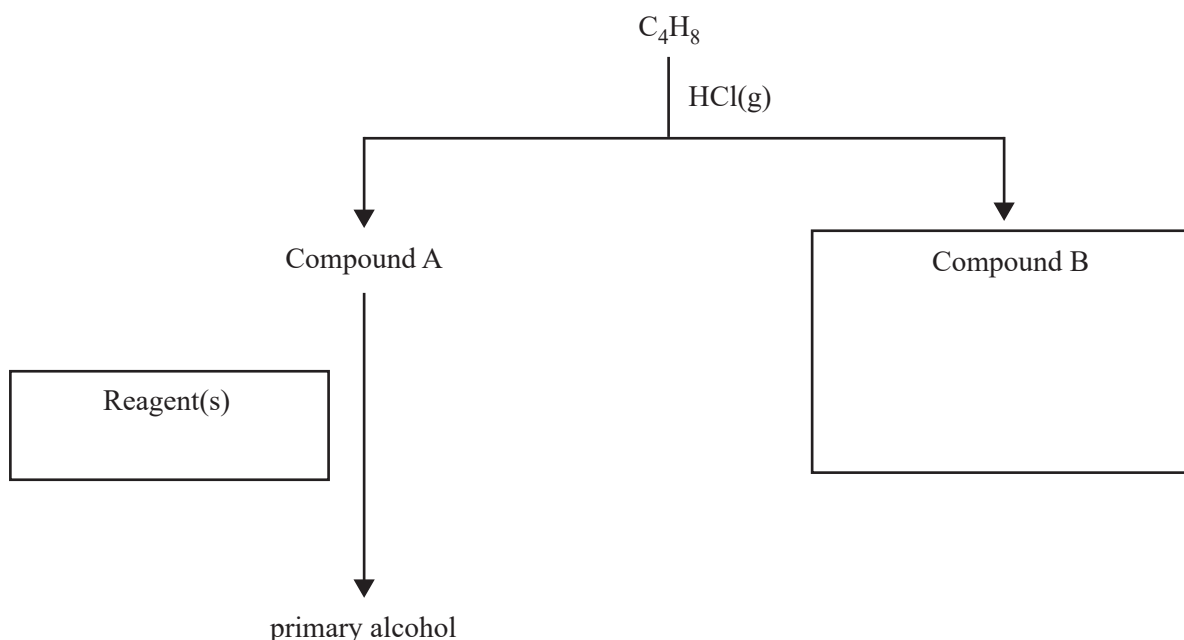 C₄H₈
HCl(g)
Compound A
Compound B
Reagent(s)
primary alcohol